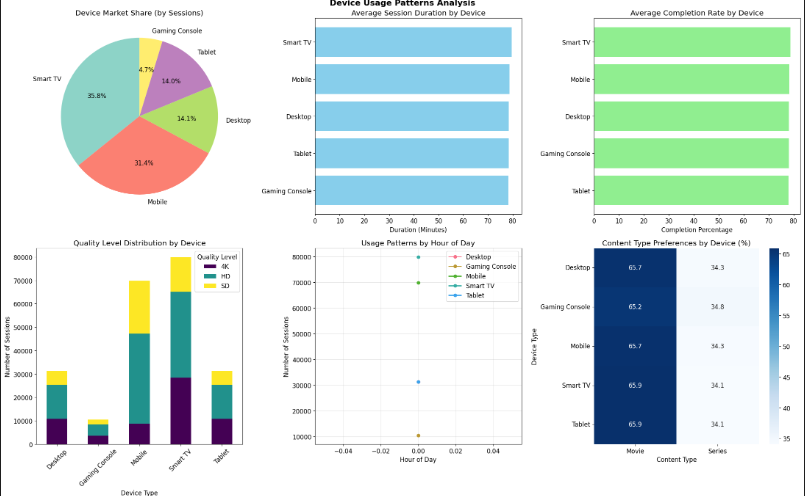 Device Usage Patterns Analysis
Device Market Share (by Sessions)
Gaming Console
Tablet
Smart TV
Desktop
Mobile
4.7%
14.0%
35.8%
14.1%
31.4%
Average Session Duration by Device
Smart TV
Mobile
Desktop
Tablet
Gaming Console
0 10 20 30 40 50 60 70 80
Duration (Minutes)
Average Completion Rate by Device
Smart TV
Mobile
Desktop
Gaming Console
Tablet
0 10 20 30 40 50 60 70 80
Completion Percentage
Quality Level Distribution by Device
Quality Level
4K
HD
SD
Number of Sessions
80000
70000
60000
50000
40000
30000
20000
10000
0
Desktop
Gaming Console
Mobile
Smart TV
Tablet
Device Type
Usage Patterns by Hour of Day
Desktop
Gaming Console
Mobile
Smart TV
Tablet
Number of Sessions
80000
70000
60000
50000
40000
30000
20000
10000
−0.04 −0.02 0.00 0.02 0.04
Hour of Day
Content Type Preferences by Device (%)
Device Type
Desktop 65.7 34.3
Gaming Console 65.2 34.8
Mobile 65.7 34.3
Smart TV 65.9 34.1
Tablet 65.9 34.1
Movie Series
Content Type
65
60
55
50
45
40
35